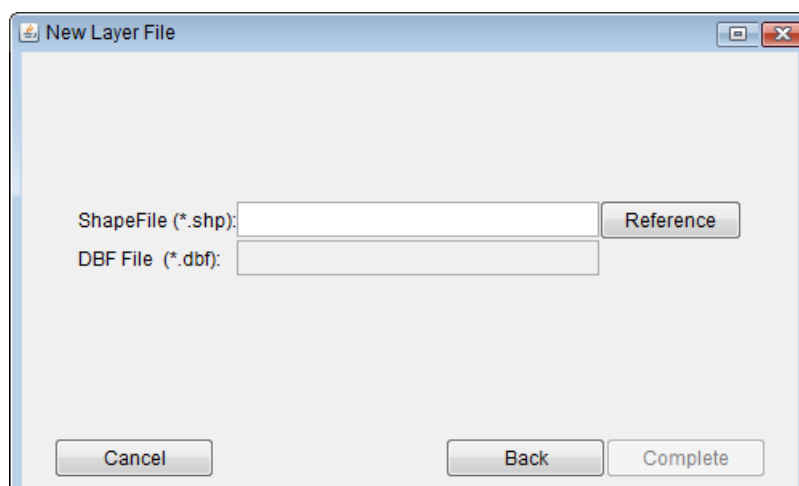 New Layer File
ShapeFile (*.shp): Reference
DBF File (*.dbf):
Cancel Back Complete